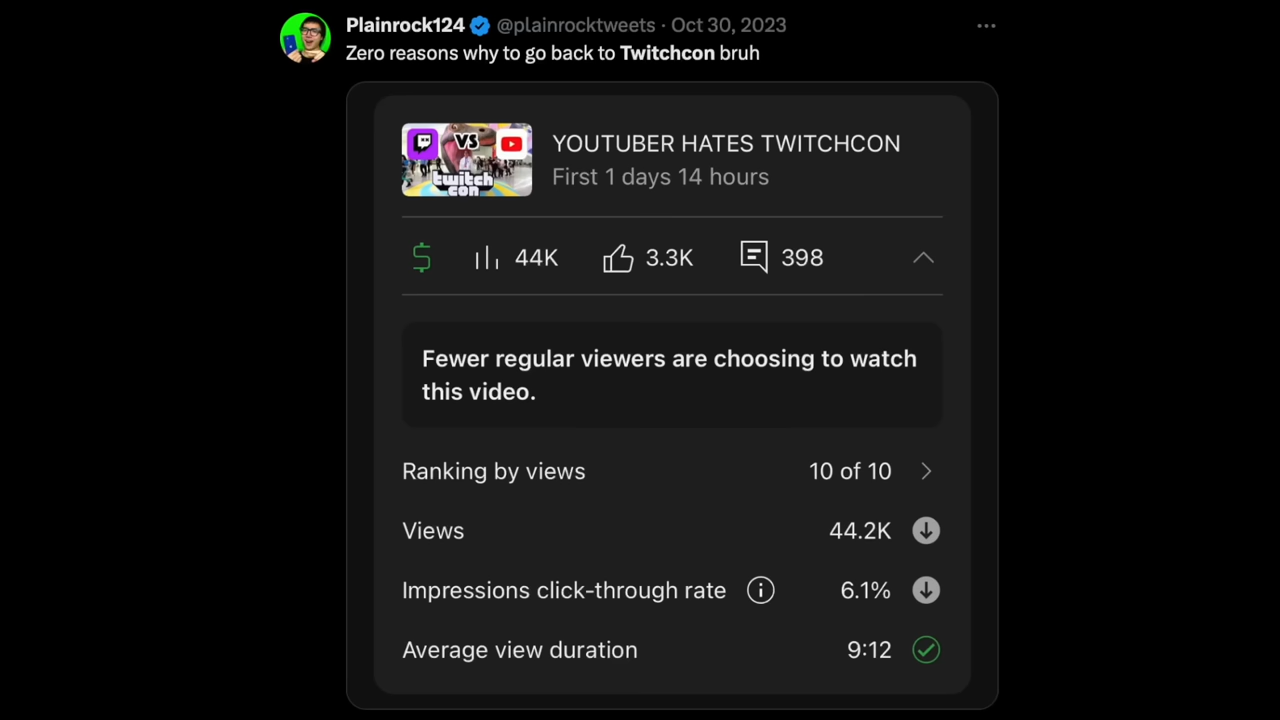 Plainrock124 @plainrocktweets · Oct 30, 2023
Zero reasons why to go back to Twitchcon bruh
VS
twitch
con
YOUTUBER HATES TWITCHCON
First 1 days 14 hours
44K 3.3K 398
Fewer regular viewers are choosing to watch
this video.
Ranking by views 10 of 10
Views 44.2K
Impressions click-through rate 6.1%
Average view duration 9:12